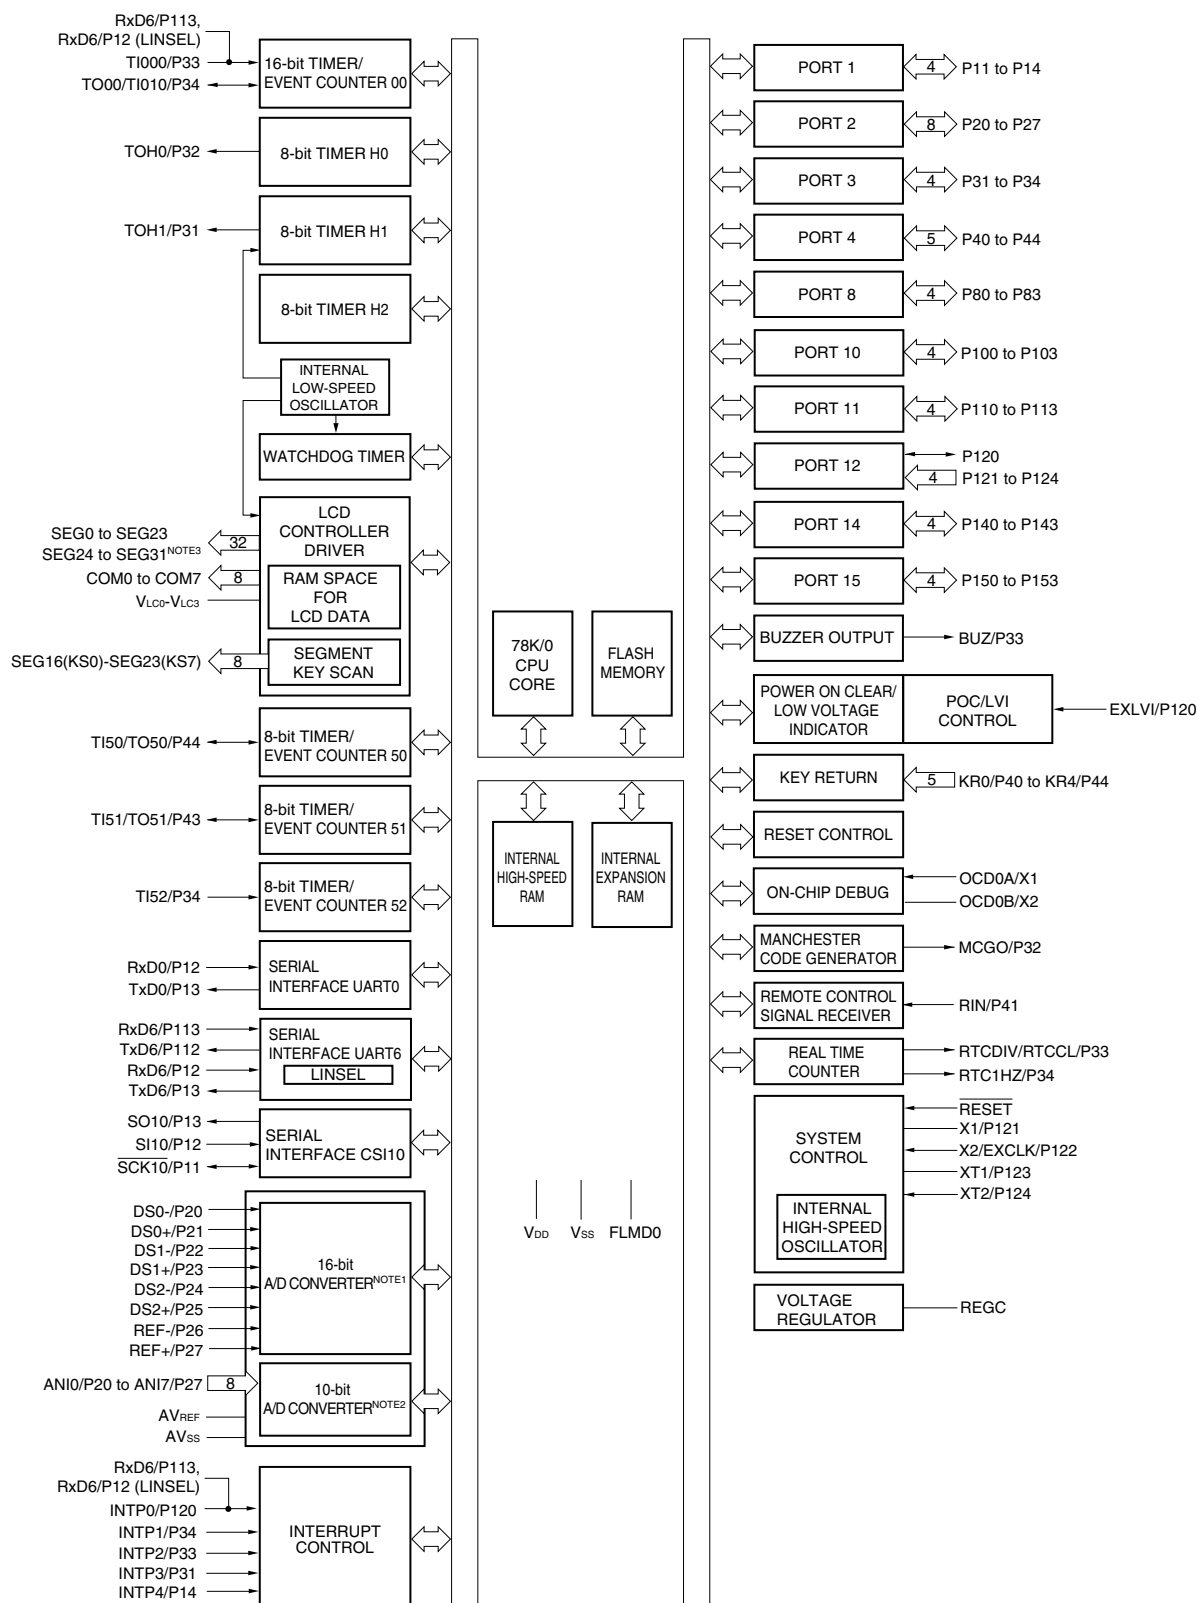 RxD6/P113,
RxD6/P12 (LINSEL)
TI000/P33
TO00/TI010/P34
16-bit TIMER/
EVENT COUNTER 00
TOH0/P32
8-bit TIMER H0
TOH1/P31
8-bit TIMER H1
8-bit TIMER H2
INTERNAL
LOW-SPEED
OSCILLATOR
WATCHDOG TIMER
SEG0 to SEG23
SEG24 to SEG31NOTE3
32
COM0 to COM7
8
VLC0-VLC3
SEG16(KS0)-SEG23(KS7)
8
LCD
CONTROLLER
DRIVER
RAM SPACE
FOR
LCD DATA
SEGMENT
KEY SCAN
TI50/TO50/P44
8-bit TIMER/
EVENT COUNTER 50
TI51/TO51/P43
8-bit TIMER/
EVENT COUNTER 51
TI52/P34
8-bit TIMER/
EVENT COUNTER 52
RxD0/P12
TxD0/P13
SERIAL
INTERFACE UART0
RxD6/P113
TxD6/P112
RxD6/P12
TxD6/P13
SERIAL
INTERFACE UART6
LINSEL
SO10/P13
SI10/P12
SCK10/P11
SERIAL
INTERFACE CSI10
DS0-/P20
DS0+/P21
DS1-/P22
DS1+/P23
DS2-/P24
DS2+/P25
REF-/P26
REF+/P27
16-bit
A/D CONVERTERNOTE1
ANI0/P20 to ANI7/P27
8
AVREF
AVSS
10-bit
A/D CONVERTERNOTE2
RxD6/P113,
RxD6/P12 (LINSEL)
INTP0/P120
INTP1/P34
INTP2/P33
INTP3/P31
INTP4/P14
INTERRUPT
CONTROL
78K/0
CPU
CORE
FLASH
MEMORY
INTERNAL
HIGH-SPEED
RAM
INTERNAL
EXPANSION
RAM
VDD
VSS
FLMD0
PORT 1
4
P11 to P14
PORT 2
8
P20 to P27
PORT 3
4
P31 to P34
PORT 4
5
P40 to P44
PORT 8
4
P80 to P83
PORT 10
4
P100 to P103
PORT 11
4
P110 to P113
PORT 12
P120
4
P121 to P124
PORT 14
4
P140 to P143
PORT 15
4
P150 to P153
BUZZER OUTPUT
BUZ/P33
POWER ON CLEAR/
LOW VOLTAGE
INDICATOR
POC/LVI
CONTROL
EXLVI/P120
KEY RETURN
5
KR0/P40 to KR4/P44
RESET CONTROL
ON-CHIP DEBUG
OCD0A/X1
OCD0B/X2
MANCHESTER
CODE GENERATOR
MCGO/P32
REMOTE CONTROL
SIGNAL RECEIVER
RIN/P41
REAL TIME
COUNTER
RTCDIV/RTCCL/P33
RTC1HZ/P34
SYSTEM
CONTROL
INTERNAL
HIGH-SPEED
OSCILLATOR
RESET
X1/P121
X2/EXCLK/P122
XT1/P123
XT2/P124
VOLTAGE
REGULATOR
REGC